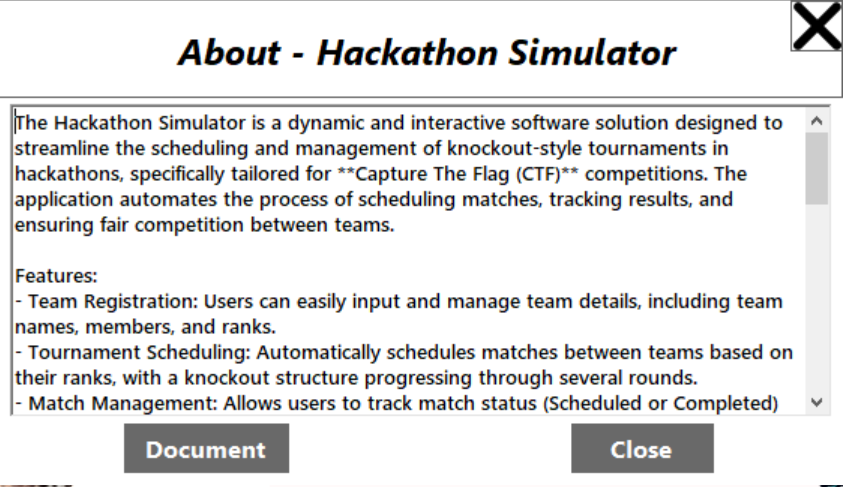 About - Hackathon Simulator
The Hackathon Simulator is a dynamic and interactive software solution designed to
streamline the scheduling and management of knockout-style tournaments in
hackathons, specifically tailored for **Capture The Flag (CTF)** competitions. The
application automates the process of scheduling matches, tracking results, and
ensuring fair competition between teams.
Features:
- Team Registration: Users can easily input and manage team details, including team
names, members, and ranks.
- Tournament Scheduling: Automatically schedules matches between teams based on
their ranks, with a knockout structure progressing through several rounds.
- Match Management: Allows users to track match status (Scheduled or Completed)
Document
Close